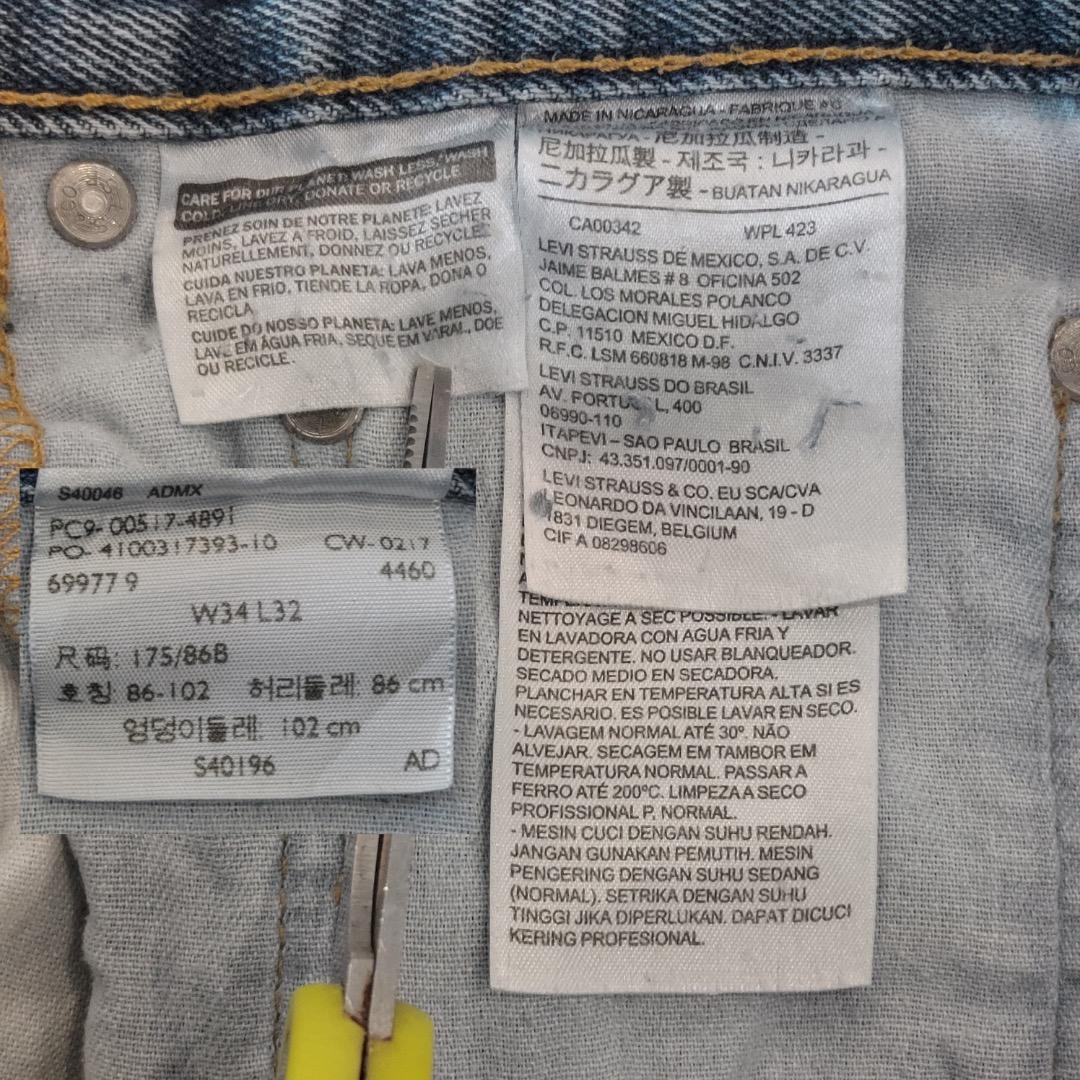 CARE FOR OUR PLANET: WASH LESS, WASH
COLD, LINE DRY, DONATE OR RECYCLE
PRENEZ SOIN DE NOTRE PLANETE: LAVEZ
MOINS, LAVEZ A FROID, LAISSEZ SECHER
NATURELLEMENT, DONNEZ OU RECYCLEZ
CUIDA NUESTRO PLANETA: LAVA MENOS,
LAVA EN FRIO, TIENDE LA ROPA, DONA O
RECICLA
CUIDE DO NOSSO PLANETA: LAVE MENOS,
LAVE EM ÁGUA FRIA, SEQUE EM VARAL, DOE
OU RECICLE.
MADE IN NICARAGUA - FABRIQUE AU
尼加拉瓜制造 -
尼加拉瓜製 - 제조국 : 니카라과 -
ニカラグア製 - BUATAN NIKARAGUA
CA00342 WPL 423
LEVI STRAUSS DE MEXICO, S.A. DE C.V.
JAIME BALMES # 8 OFICINA 502
COL. LOS MORALES POLANCO
DELEGACION MIGUEL HIDALGO
C.P. 11510 MEXICO D.F.
R.F.C. LSM 660818 M-98 C.N.I.V. 3337
LEVI STRAUSS DO BRASIL
AV. L, 400
06990-110
ITAPEVI – SAO PAULO BRASIL
CNPJ: 43.351.097/0001-90
LEVI STRAUSS & CO. EU SCA/CVA
LEONARDO DA VINCILAAN, 19 - D
1831 DIEGEM, BELGIUM
CIF A 08298606
S40046 ADMX
PC9-00517-4891
PO-4100317393-10 CW-0217
69977 9 4460
W34 L32
尺码: 175/86B
호칭 86-102 허리둘레: 86 cm
엉덩이둘레: 102 cm
S40196 AD
NETTOYAGE A SEC POSSIBLE. - LAVAR
EN LAVADORA CON AGUA FRIA Y
DETERGENTE. NO USAR BLANQUEADOR.
SECADO MEDIO EN SECADORA.
PLANCHAR EN TEMPERATURA ALTA SI ES
NECESARIO. ES POSIBLE LAVAR EN SECO.
- LAVAGEM NORMAL ATÉ 30º. NÃO
ALVEJAR. SECAGEM EM TAMBOR EM
TEMPERATURA NORMAL. PASSAR A
FERRO ATÉ 200ºC. LIMPEZA A SECO
PROFISSIONAL P, NORMAL.
- MESIN CUCI DENGAN SUHU RENDAH.
JANGAN GUNAKAN PEMUTIH. MESIN
PENGERING DENGAN SUHU SEDANG
(NORMAL). SETRIKA DENGAN SUHU
TINGGI JIKA DIPERLUKAN. DAPAT DICUCI
KERING PROFESIONAL.